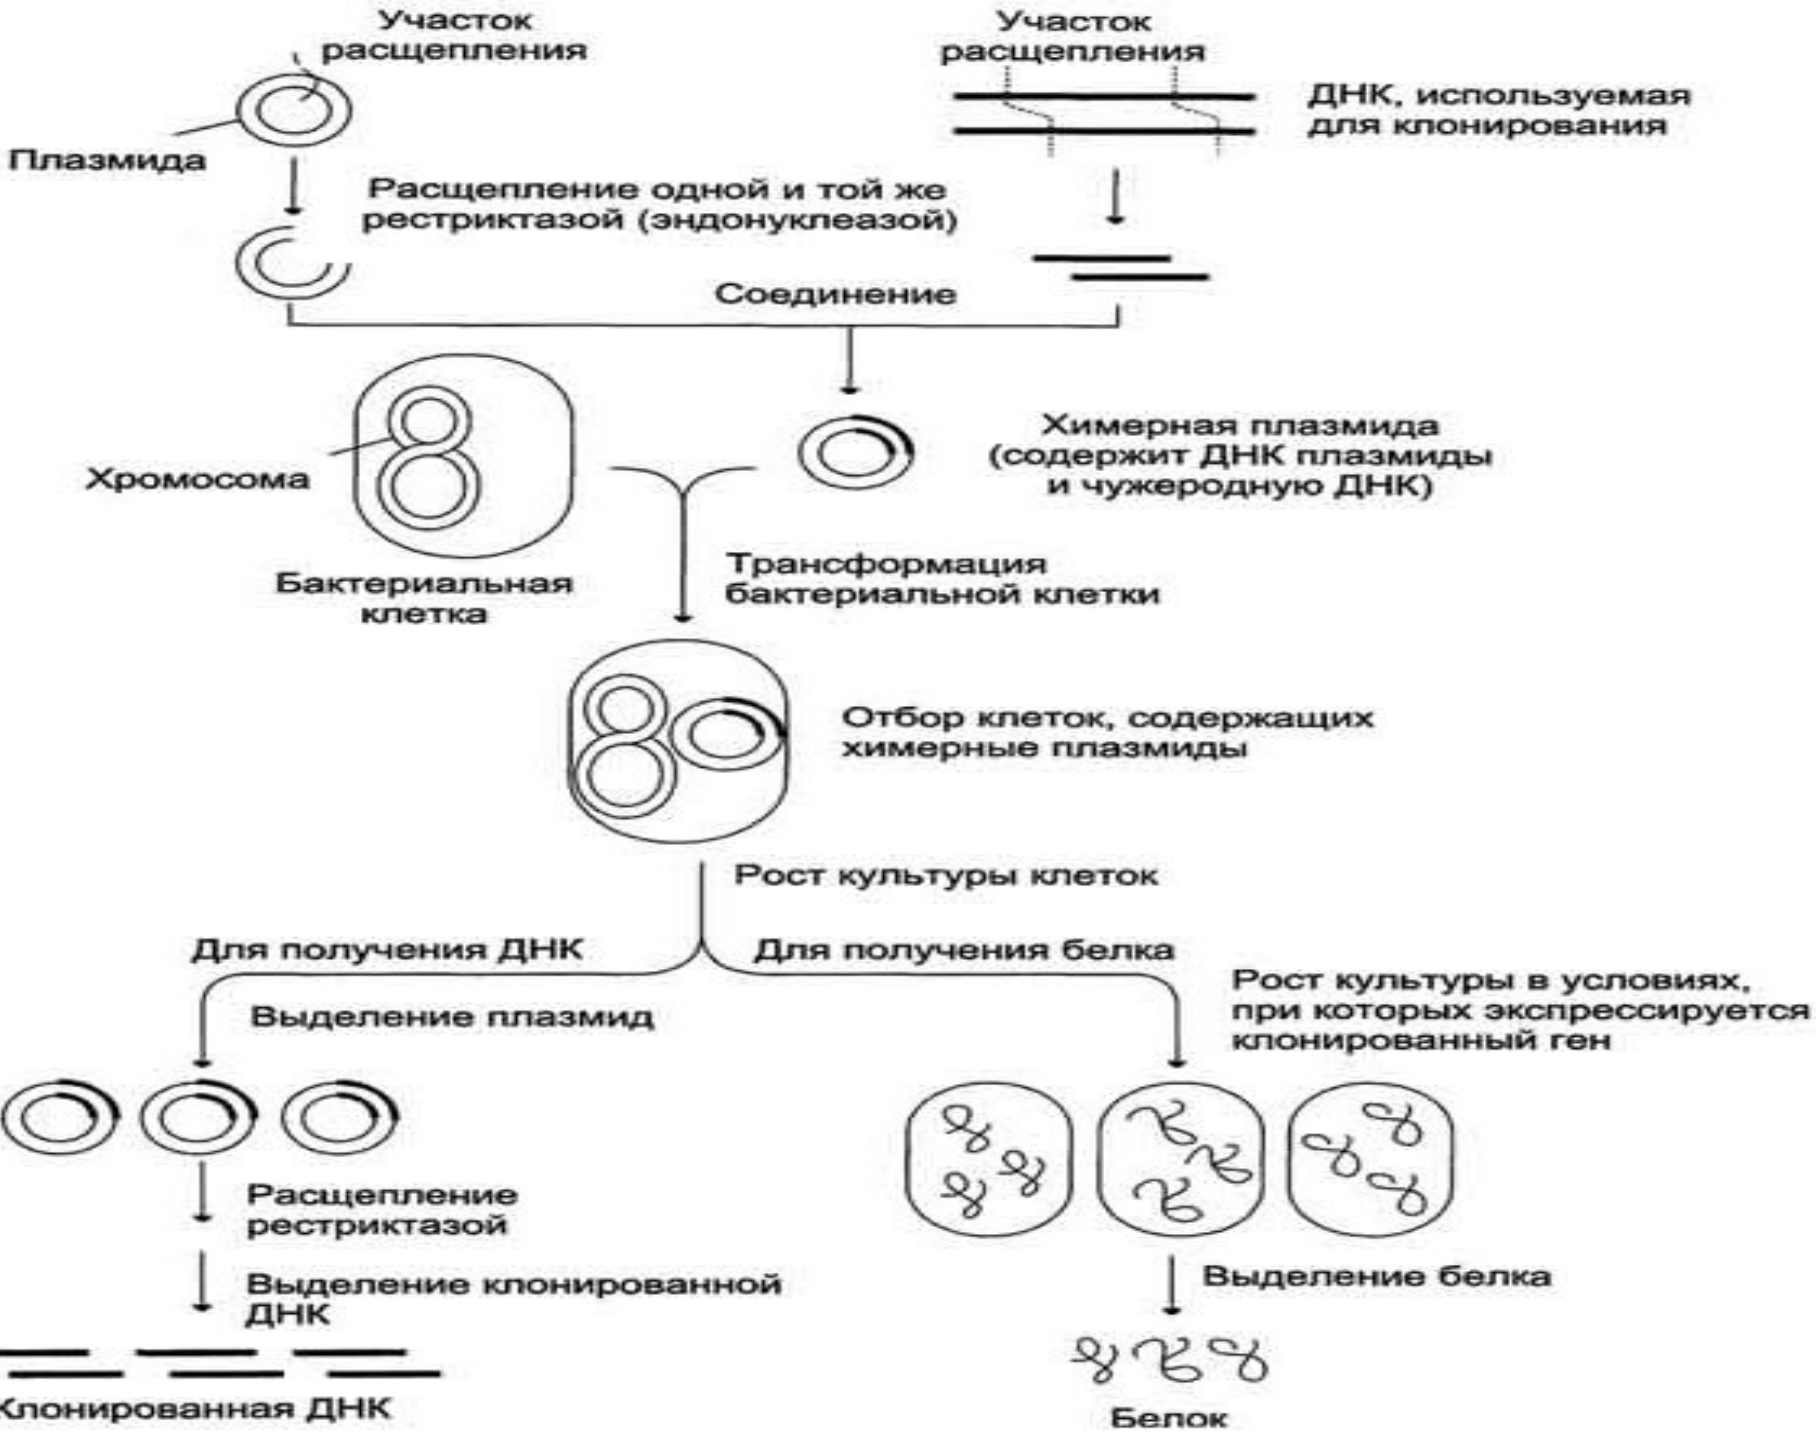 Участок
расщепления
Участок
расщепления
ДНК, используемая
для клонирования
Плазмида
Расщепление одной и той же
рестриктазой (эндонуклеазой)
Соединение
Химерная плазмида
(содержит ДНК плазмиды
и чужеродную ДНК)
Хромосома
Бактериальная
клетка
Трансформация
бактериальной клетки
Отбор клеток, содержащих
химерные плазмиды
Рост культуры клеток
Для получения ДНК
Для получения белка
Рост культуры в условиях,
при которых экспрессируется
клонированный ген
Выделение плазмид
Расщепление
рестриктазой
Выделение клонированной
ДНК
Выделение белка
Клонированная ДНК
Белок